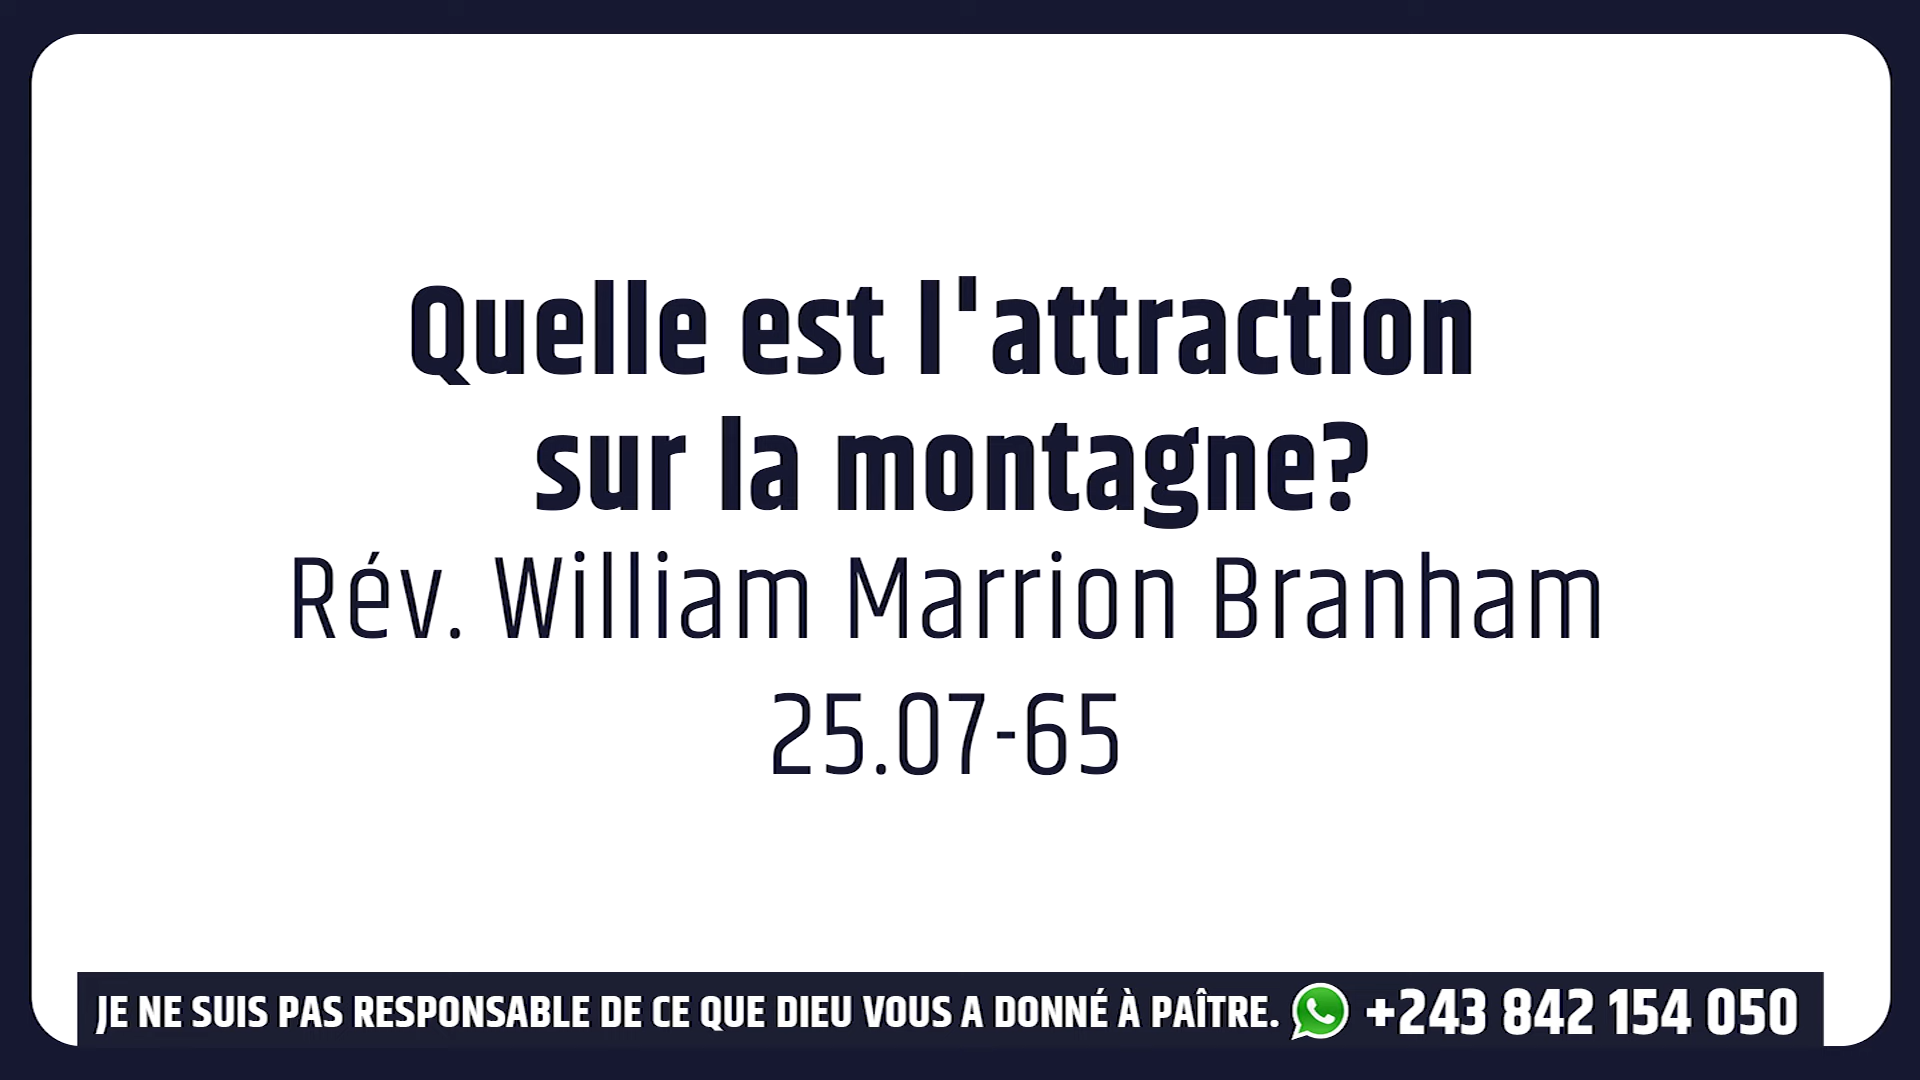 Quelle est l'attraction
sur la montagne?
Rév. William Marrion Branham
25.07-65
JE NE SUIS PAS RESPONSABLE DE CE QUE DIEU VOUS A DONNÉ À PAÎTRE. +243 842 154 050